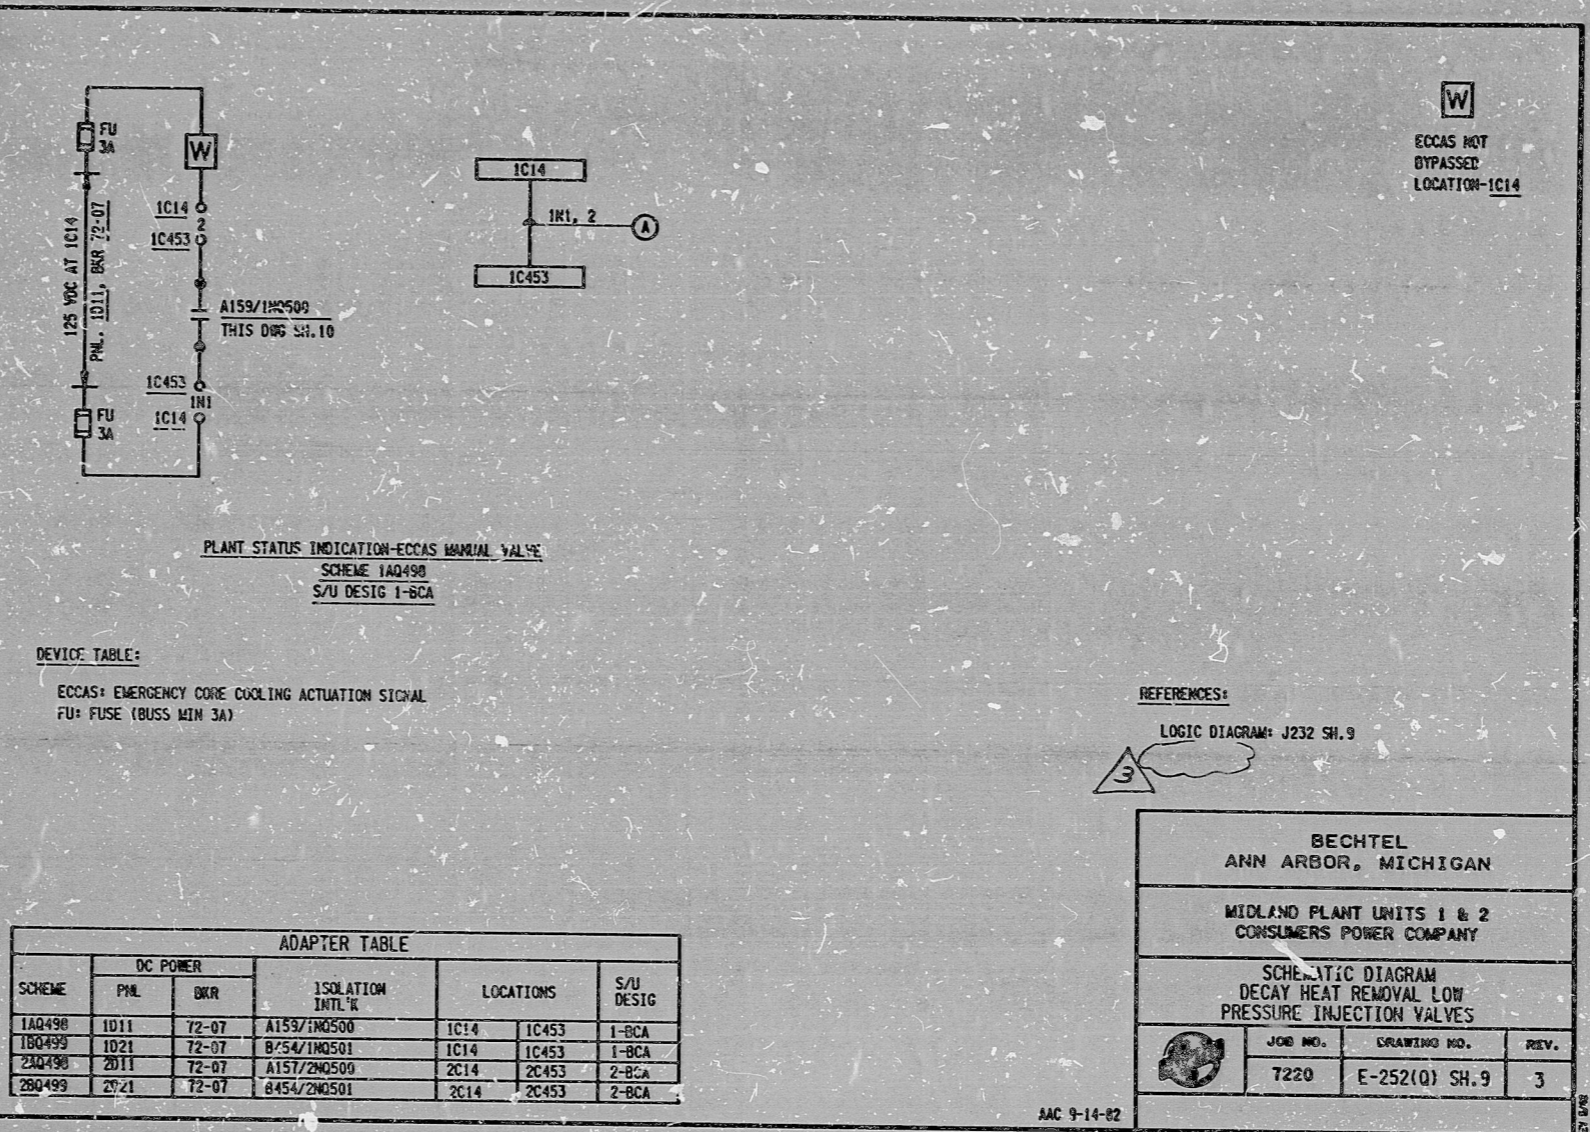 FU
3A
W
1C14
2
1C453
125 VDC AT 1C14
PNL. 1D11, BKR 72-07
A159/1NQ500
THIS DWG SH.10
1C453
1N1
1C14
FU
3A
1C14
1N1, 2
A
1C453
W
ECCAS NOT
BYPASSED
LOCATION-1C14
PLANT STATUS INDICATION-ECCAS MANUAL VALVE
SCHEME 1AQ498
S/U DESIG 1-BCA
DEVICE TABLE:
ECCAS: EMERGENCY CORE COOLING ACTUATION SIGNAL
FU: FUSE (BUSS MIN 3A)
REFERENCES:
LOGIC DIAGRAM: J232 SH.9
3
ADAPTER TABLE
SCHEME DC POWER ISOLATION INTL'K LOCATIONS S/U DESIG
PNL BKR
1AQ498 1D11 72-07 A159/1NQ500 1C14 1C453 1-BCA
1BQ499 1D21 72-07 B454/1NQ501 1C14 1C453 1-BCA
2AQ498 2D11 72-07 A157/2NQ500 2C14 2C453 2-BCA
2BQ499 2D21 72-07 B454/2NQ501 2C14 2C453 2-BCA
BECHTEL
ANN ARBOR, MICHIGAN
MIDLAND PLANT UNITS 1 & 2
CONSUMERS POWER COMPANY
SCHEMATIC DIAGRAM
DECAY HEAT REMOVAL LOW
PRESSURE INJECTION VALVES
JOB NO. DRAWING NO. REV.
7220 E-252(Q) SH.9 3
AAC 9-14-82